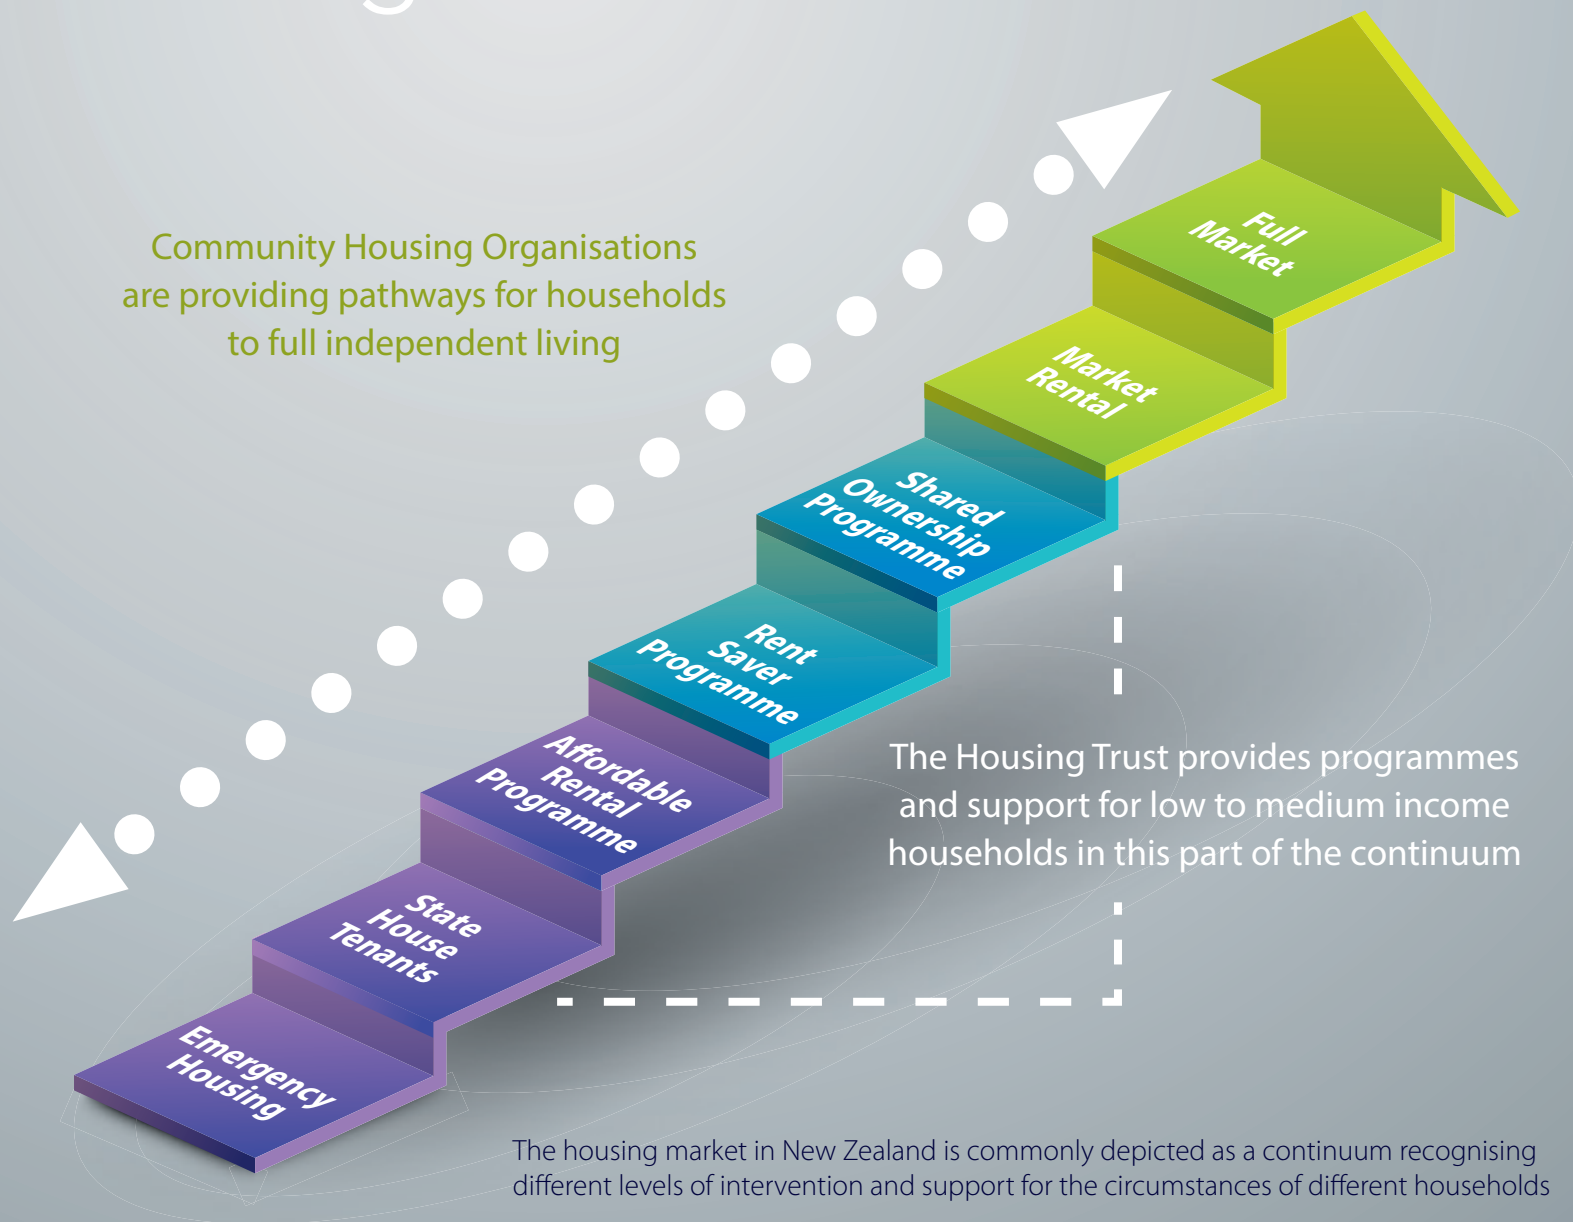 Community Housing Organisations
are providing pathways for households
to full independent living
Full
Market
Market
Rental
Shared
Ownership
Programme
Rent
Saver
Programme
Affordable
Rental
Programme
State
House
Tenants
Emergency
Housing
The Housing Trust provides programmes
and support for low to medium income
households in this part of the continuum
The housing market in New Zealand is commonly depicted as a continuum recognising
different levels of intervention and support for the circumstances of different households